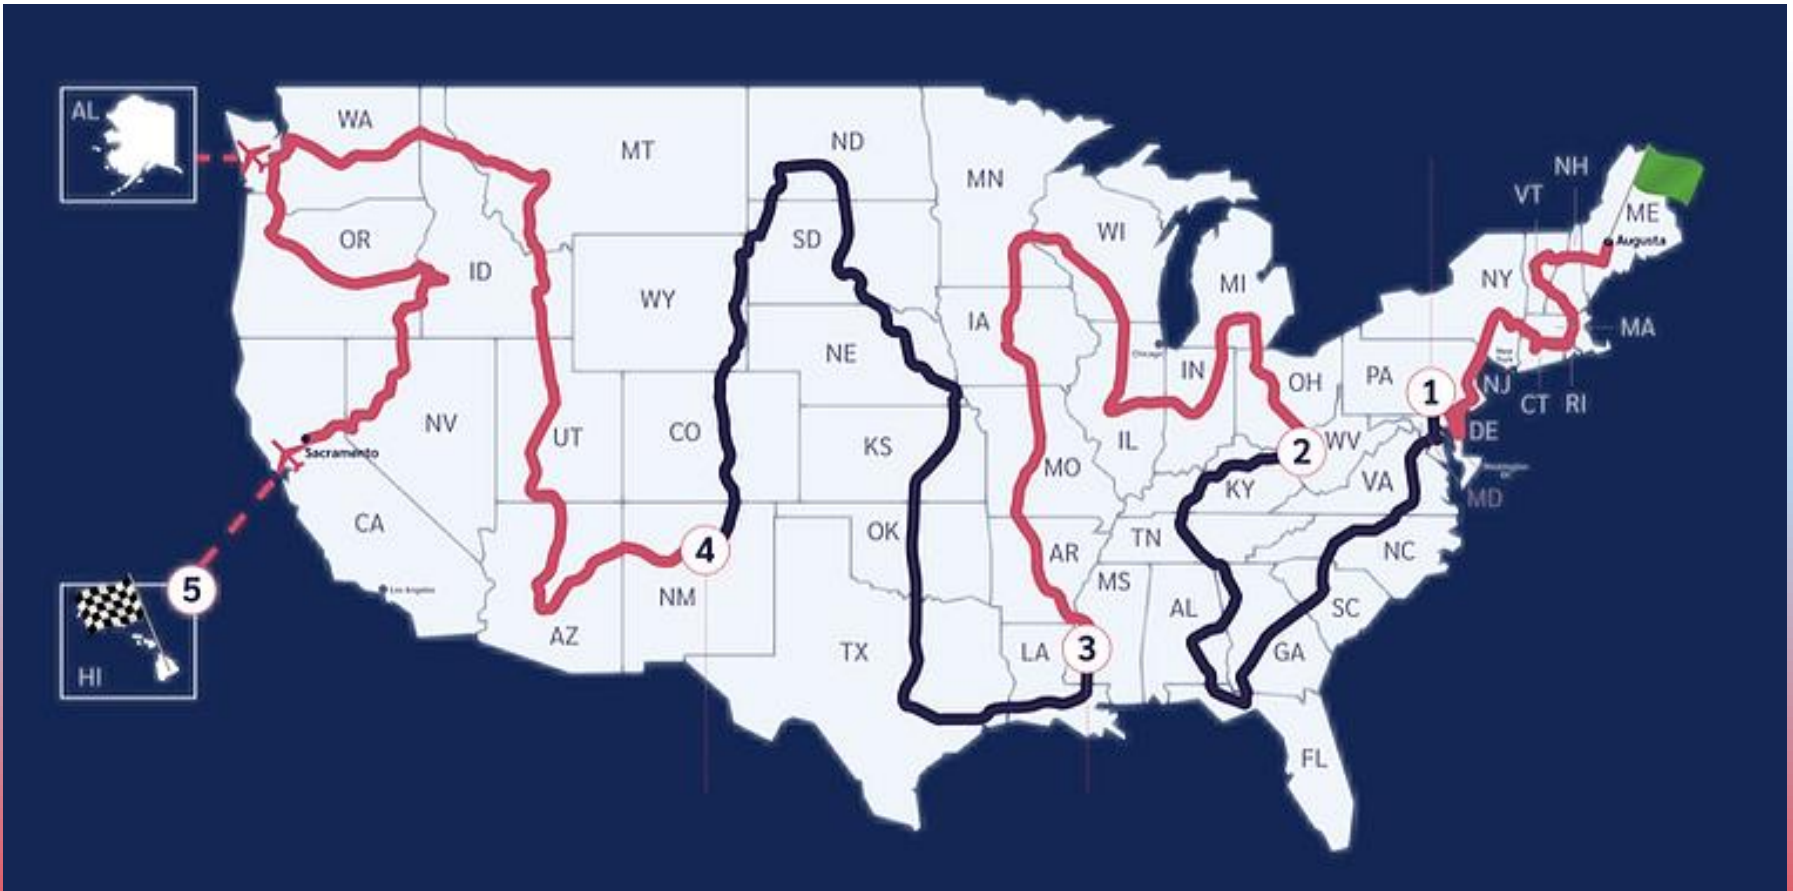 AL
WA
MT
ND
MN
OR
ID
SD
WI
WY
MI
NH
VT
ME
Augusta
NY
MA
IA
NE
Chicago
IN
OH
PA
1
NJ
CT
RI
NV
UT
CO
KS
IL
2
WV
DE
Sacramento
MO
KY
VA
MD
CA
OK
TN
NC
4
AR
MS
5
Los Angeles
NM
AL
SC
AZ
TX
LA
3
GA
HI
FL